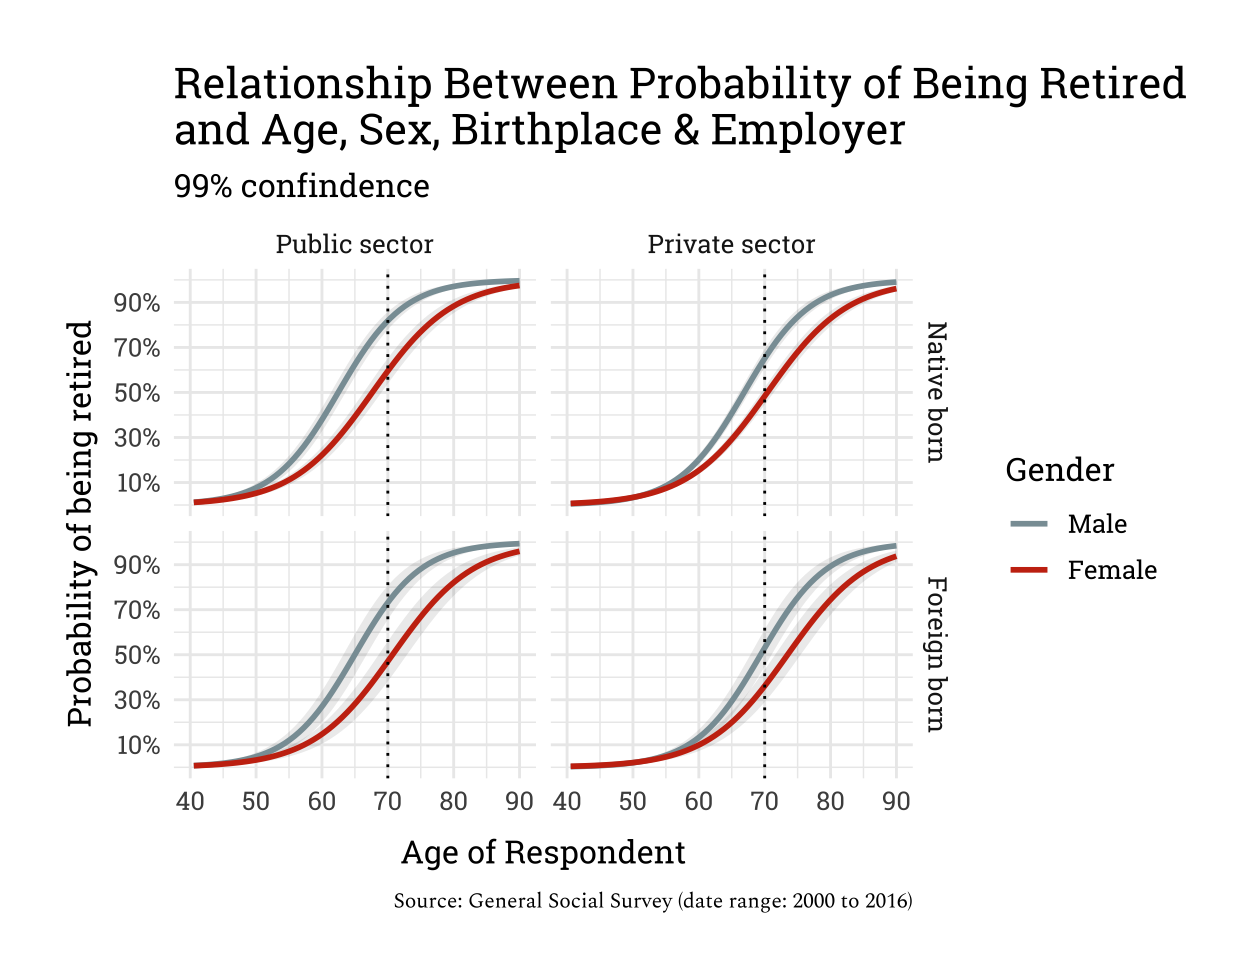 Relationship Between Probability of Being Retired
and Age, Sex, Birthplace & Employer
99% confindence
Public sector
Private sector
90%
70%
50%
30%
10%
Native born
90%
70%
50%
30%
10%
Foreign born
Probability of being retired
40 50 60 70 80 90
40 50 60 70 80 90
Age of Respondent
Gender
Male
Female
Source: General Social Survey (date range: 2000 to 2016)